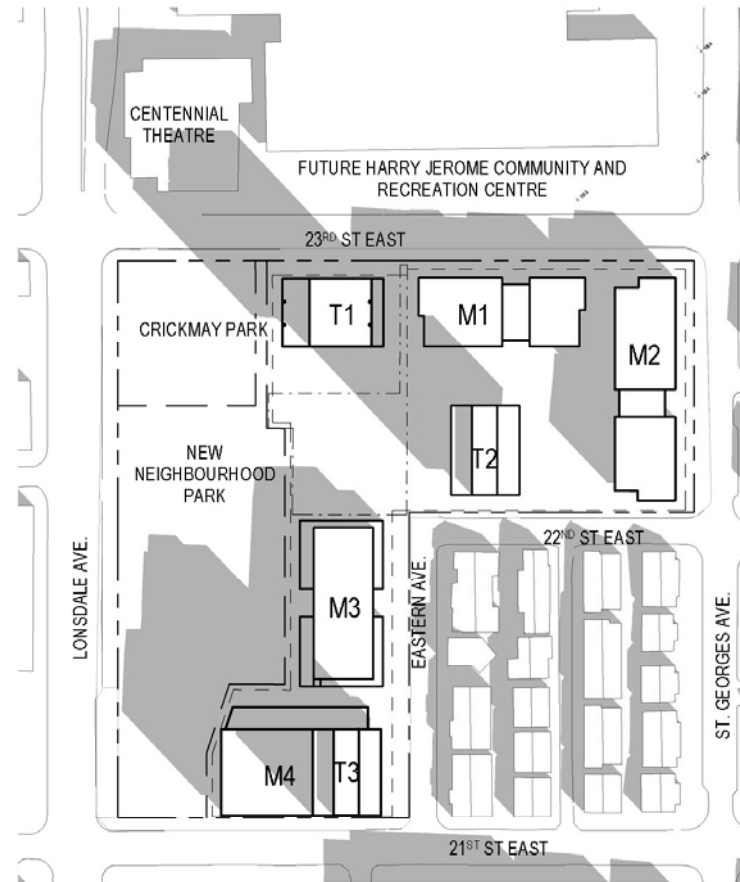 CENTENNIAL
THEATRE
FUTURE HARRY JEROME COMMUNITY AND
RECREATION CENTRE
23RD ST EAST
T1
M1
CRICKMAY PARK
M2
NEW
NEIGHBOURHOOD
PARK
T2
22ND ST EAST
LONSDALE AVE.
M3
EASTERN AVE.
ST. GEORGES AVE.
M4
T3
21ST ST EAST